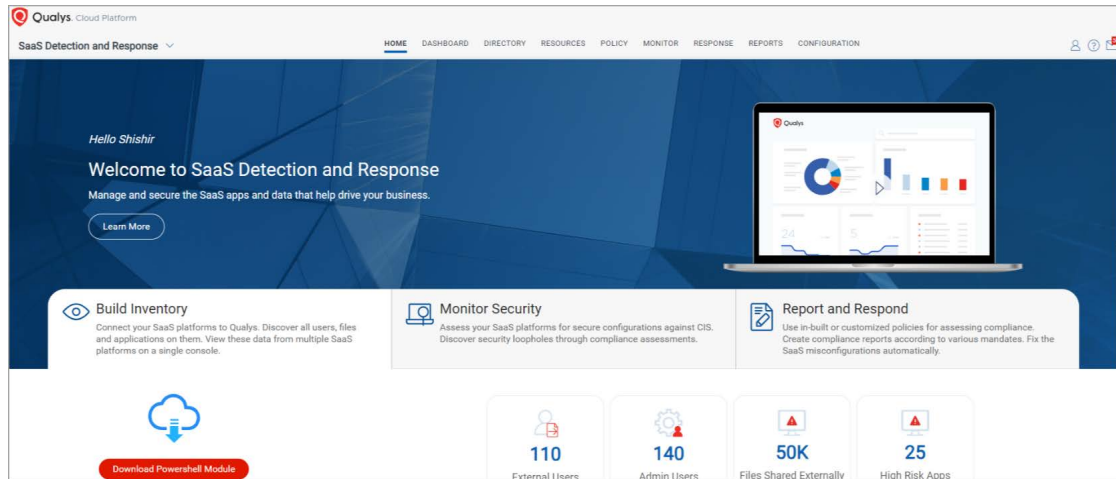 Qualys. Cloud Platform
SaaS Detection and Response
HOME DASHBOARD DIRECTORY RESOURCES POLICY MONITOR RESPONSE REPORTS CONFIGURATION
Hello Shishir
Welcome to SaaS Detection and Response
Manage and secure the SaaS apps and data that help drive your business.
Learn More
Qualys
24
5
Build Inventory
Connect your SaaS platforms to Qualys. Discover all users, files
and applications on them. View these data from multiple SaaS
platforms on a single console.
Monitor Security
Assess your SaaS platforms for secure configurations against CIS.
Discover security loopholes through compliance assessments.
Report and Respond
Use in-built or customized policies for assessing compliance.
Create compliance reports according to various mandates. Fix the
SaaS misconfigurations automatically.
Download Powershell Module
110
External Users
140
Admin Users
50K
Files Shared Externally
25
High Risk Apps